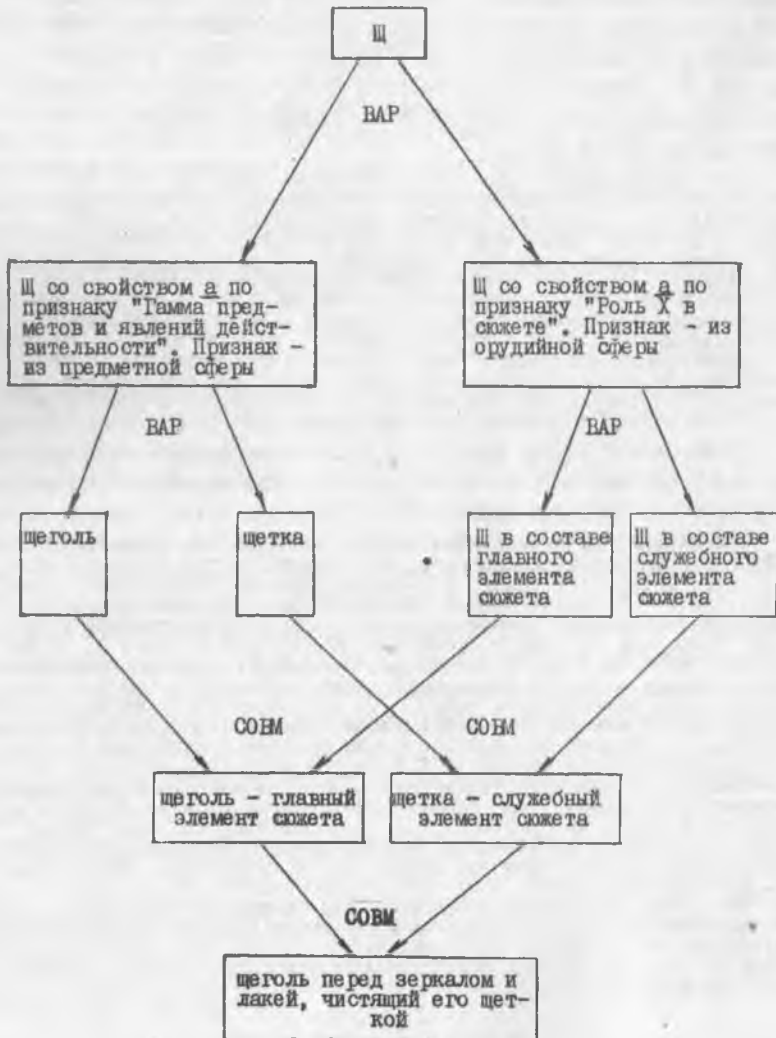 Щ
ВАР
Щ со свойством а по
признаку "Гамма пред-
метов и явлений дейст-
вительности". Признак -
из предметной сферы
Щ со свойством а по
признаку "Роль X в
сюжете". Признак - из
орудийной сферы
ВАР
ВАР
щеголь
щетка
Щ в составе
главного
элемента
сюжета
Щ в составе
служебного
элемента
сюжета
СОВМ
СОВМ
щеголь - главный
элемент сюжета
щетка - служебный
элемент сюжета
СОВМ
щеголь перед зеркалом и
лакей, чистящий его щет-
кой